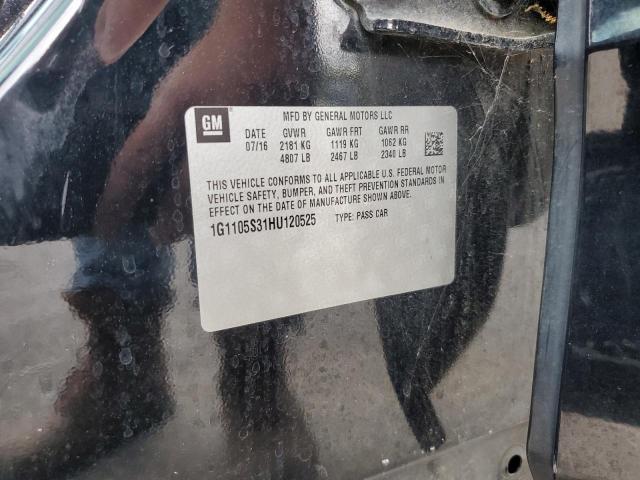 GM
MFD BY GENERAL MOTORS LLC
DATE GVWR GAWR FRT GAWR RR
07/16 2181 KG 1119 KG 1062 KG
4807 LB 2467 LB 2340 LB
THIS VEHICLE CONFORMS TO ALL APPLICABLE U.S. FEDERAL MOTOR
VEHICLE SAFETY, BUMPER, AND THEFT PREVENTION STANDARDS IN
EFFECT ON THE DATE OF MANUFACTURE SHOWN ABOVE.
1G1105S31HU120525 TYPE: PASS CAR